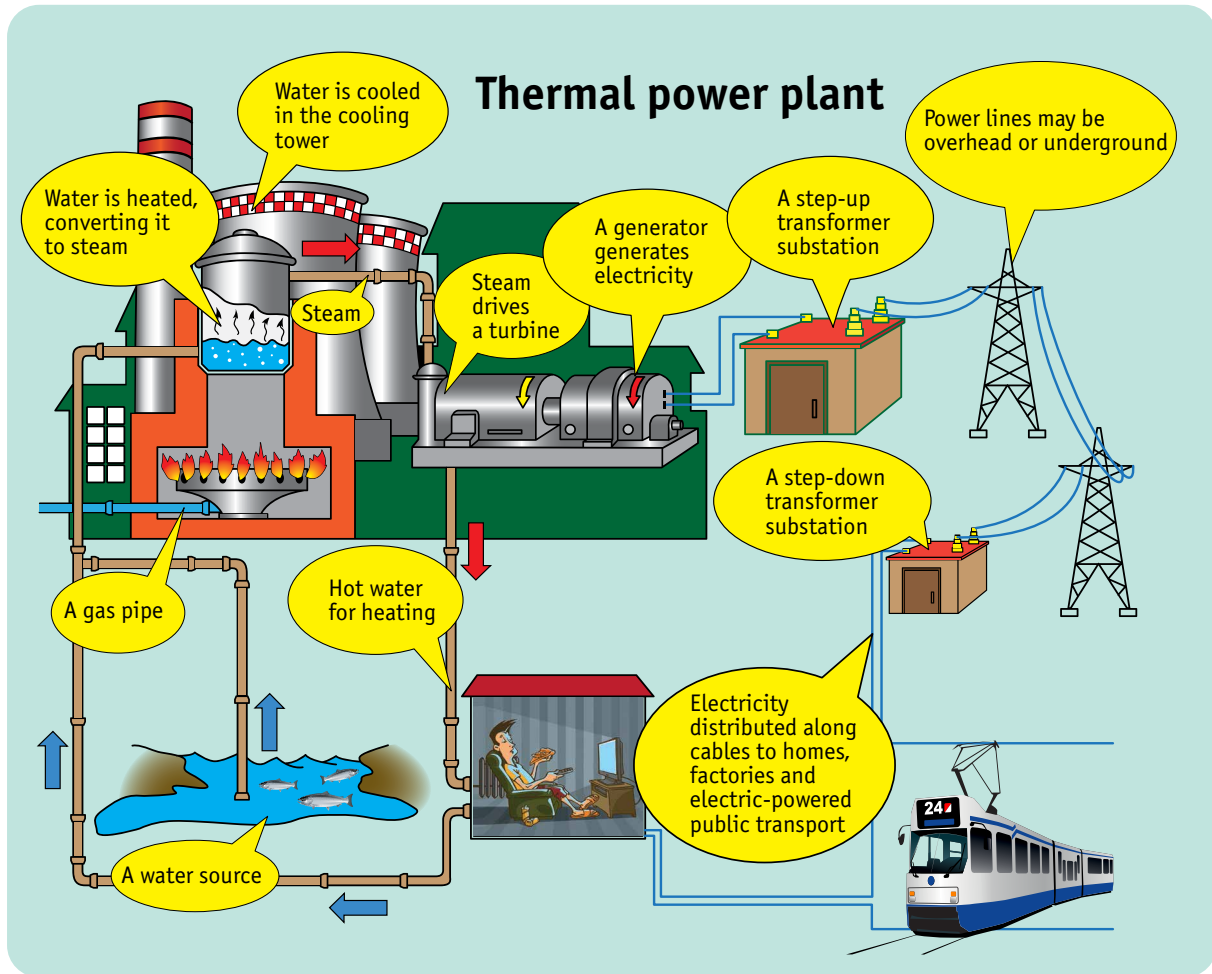 Thermal power plant
Water is cooled
in the cooling
tower
Power lines may be
overhead or underground
Water is heated,
converting it
to steam
A step-up
transformer
substation
A generator
generates
electricity
Steam
drives
a turbine
Steam
A step-down
transformer
substation
A gas pipe
Hot water
for heating
Electricity
distributed along
cables to homes,
factories and
electric-powered
public transport
24
A water source